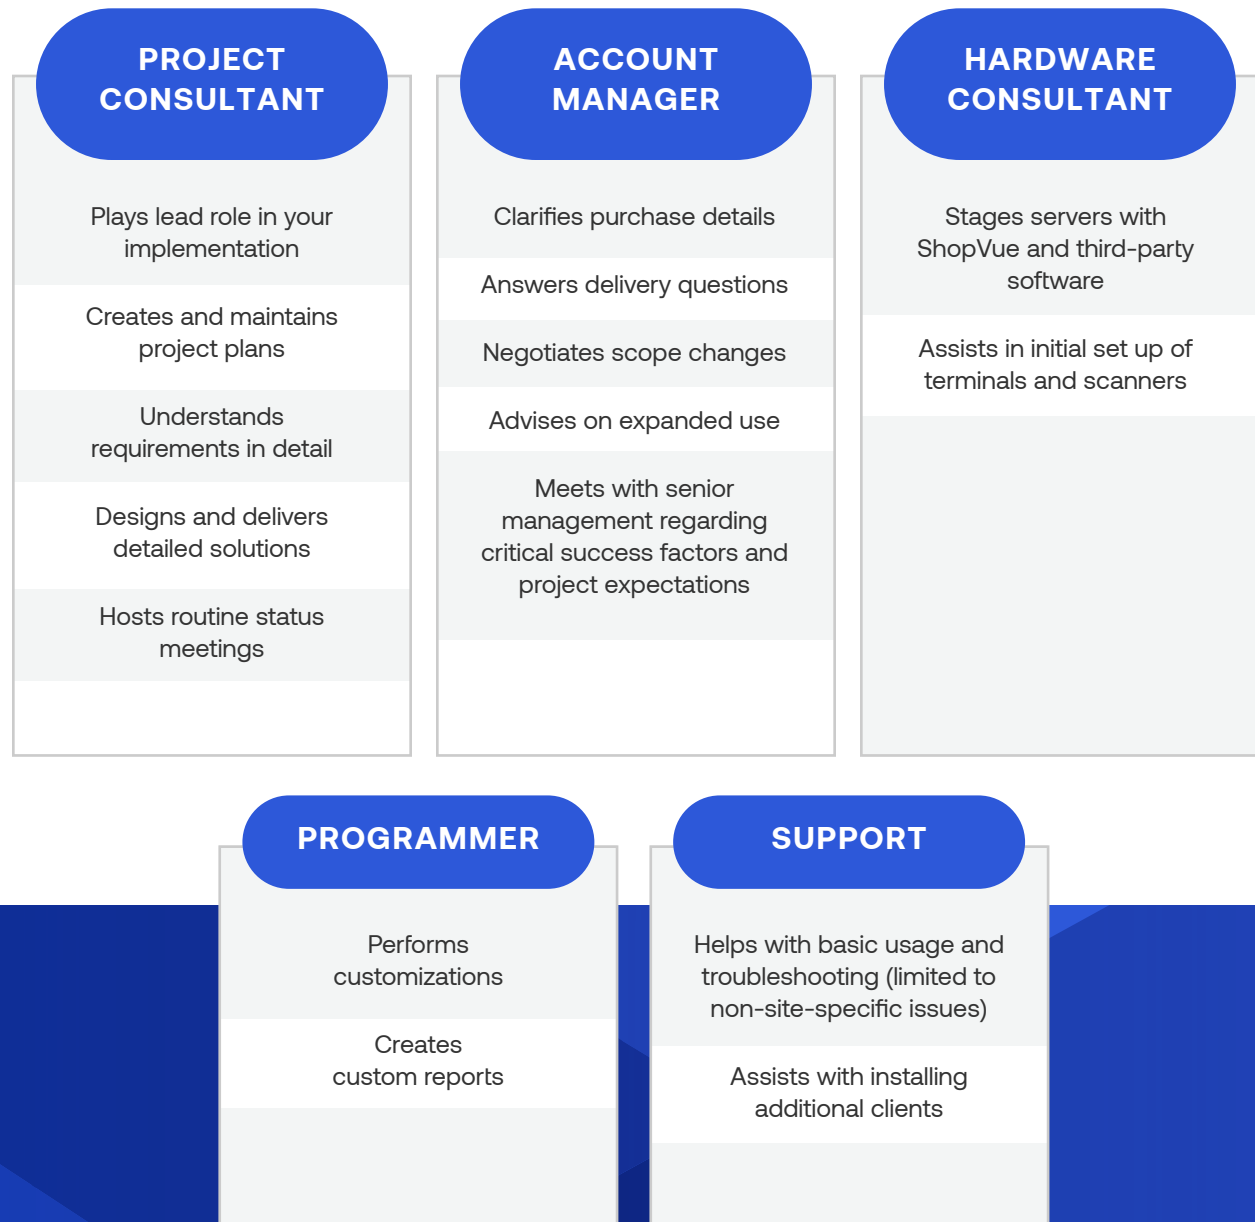 PROJECT
CONSULTANT
Plays lead role in your
implementation
Creates and maintains
project plans
Understands
requirements in detail
Designs and delivers
detailed solutions
Hosts routine status
meetings
ACCOUNT
MANAGER
Clarifies purchase details
Answers delivery questions
Negotiates scope changes
Advises on expanded use
Meets with senior
management regarding
critical success factors and
project expectations
HARDWARE
CONSULTANT
Stages servers with
ShopVue and third-party
software
Assists in initial set up of
terminals and scanners
PROGRAMMER
Performs
customizations
Creates
custom reports
SUPPORT
Helps with basic usage and
troubleshooting (limited to
non-site-specific issues)
Assists with installing
additional clients